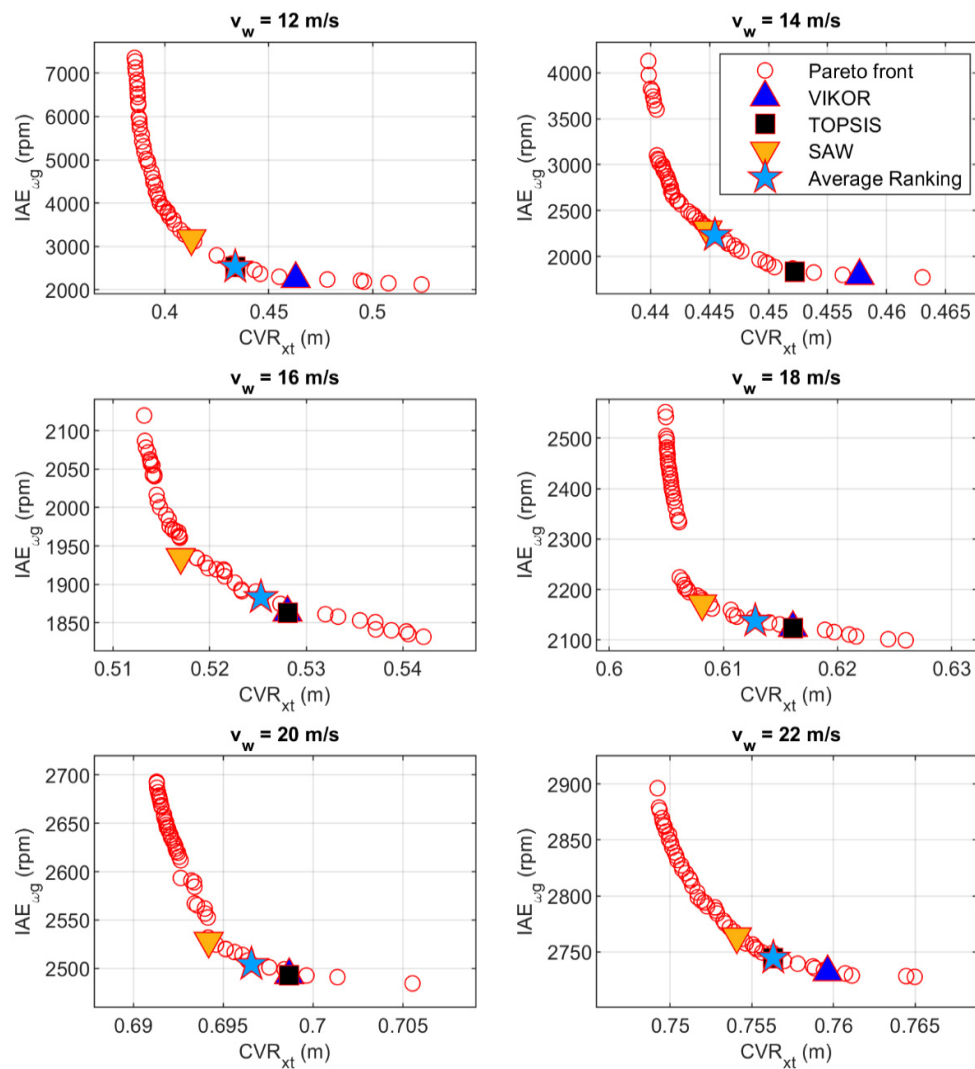 v_w = 12 m/s
7000
6000
5000
4000
3000
2000
IAE_ωg (rpm)
0.4 0.45 0.5
CVR_xt (m)
v_w = 14 m/s
4000
3500
3000
2500
2000
IAE_ωg (rpm)
Pareto front
VIKOR
TOPSIS
SAW
Average Ranking
0.44 0.445 0.45 0.455 0.46 0.465
CVR_xt (m)
v_w = 16 m/s
2100
2050
2000
1950
1900
1850
IAE_ωg (rpm)
0.51 0.52 0.53 0.54
CVR_xt (m)
v_w = 18 m/s
2500
2400
2300
2200
2100
IAE_ωg (rpm)
0.6 0.61 0.62 0.63
CVR_xt (m)
v_w = 20 m/s
2700
2650
2600
2550
2500
IAE_ωg (rpm)
0.69 0.695 0.7 0.705
CVR_xt (m)
v_w = 22 m/s
2900
2850
2800
2750
IAE_ωg (rpm)
0.75 0.755 0.76 0.765
CVR_xt (m)